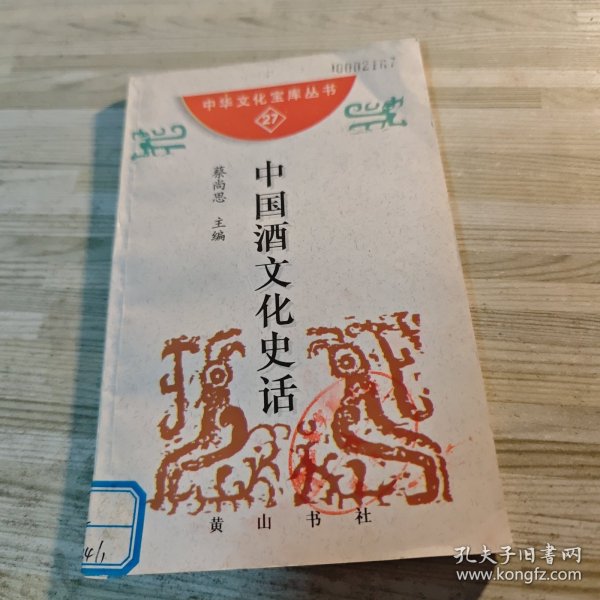 中华文化宝库丛书
27
中国酒文化史话
蔡尚思 主编
黄山书社
孔夫子旧书网
www.kongfz.com